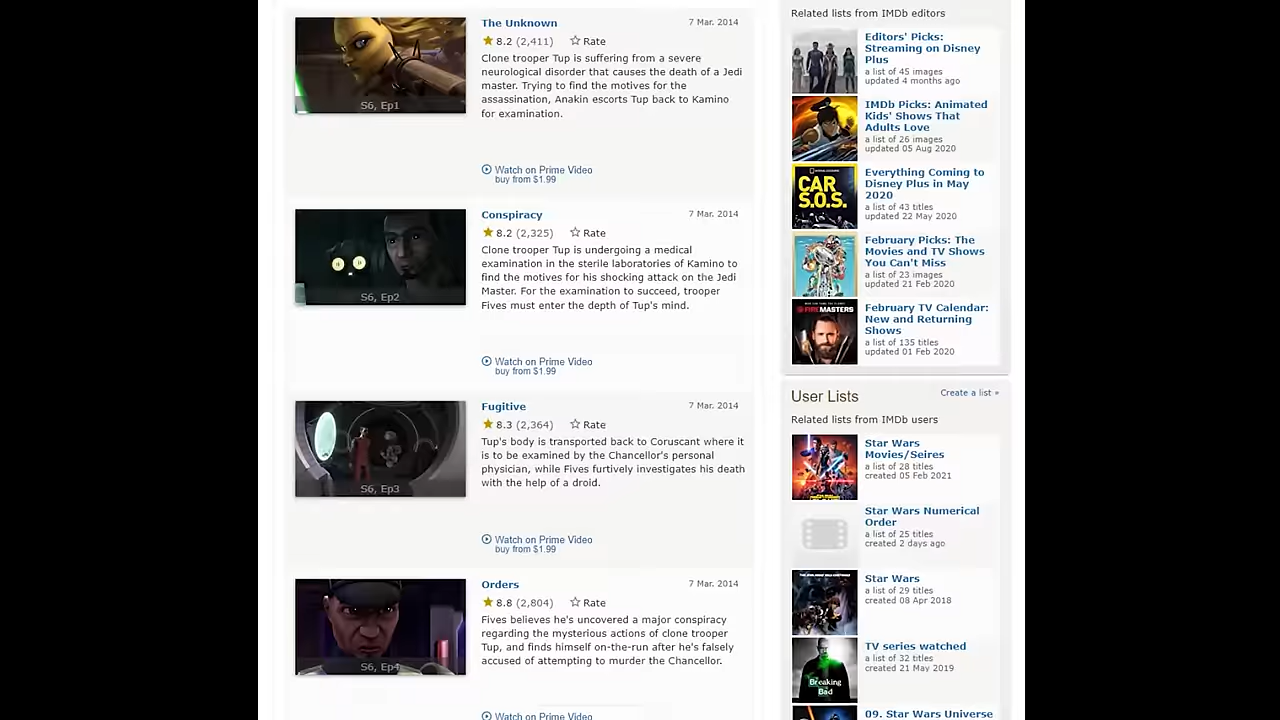 The Unknown
7 Mar. 2014
8.2 (2,411) Rate
Clone trooper Tup is suffering from a severe
neurological disorder that causes the death of a Jedi
master. Trying to find the motives for the
assassination, Anakin escorts Tup back to Kamino
for examination.
S6, Ep1
Watch on Prime Video
buy from $1.99
Conspiracy
7 Mar. 2014
8.2 (2,325) Rate
Clone trooper Tup is undergoing a medical
examination in the sterile laboratories of Kamino to
find the motives for his shocking attack on the Jedi
Master. For the examination to succeed, trooper
Fives must enter the depth of Tup's mind.
S6, Ep2
Watch on Prime Video
buy from $1.99
Fugitive
7 Mar. 2014
8.3 (2,364) Rate
Tup's body is transported back to Coruscant where it
is to be examined by the Chancellor's personal
physician, while Fives furtively investigates his death
with the help of a droid.
S6, Ep3
Watch on Prime Video
buy from $1.99
Orders
7 Mar. 2014
8.8 (2,804) Rate
Fives believes he's uncovered a major conspiracy
regarding the mysterious actions of clone trooper
Tup, and finds himself on-the-run after he's falsely
accused of attempting to murder the Chancellor.
S6, Ep4
Watch on Prime Video
Related lists from IMDb editors
Editors' Picks:
Streaming on Disney
Plus
a list of 45 images
updated 4 months ago
IMDb Picks: Animated
Kids' Shows That
Adults Love
a list of 26 images
updated 05 Aug 2020
CAR
S.O.S.
Everything Coming to
Disney Plus in May
2020
a list of 43 titles
updated 22 May 2020
February Picks: The
Movies and TV Shows
You Can't Miss
a list of 23 images
updated 21 Feb 2020
FIREMASTERS
February TV Calendar:
New and Returning
Shows
a list of 135 titles
updated 01 Feb 2020
User Lists
Create a list »
Related lists from IMDb users
Star Wars
Movies/Seires
a list of 28 titles
created 05 Feb 2021
Star Wars Numerical
Order
a list of 25 titles
created 2 days ago
Star Wars
a list of 29 titles
created 08 Apr 2018
Breaking
Bad
TV series watched
a list of 32 titles
created 21 May 2019
09. Star Wars Universe